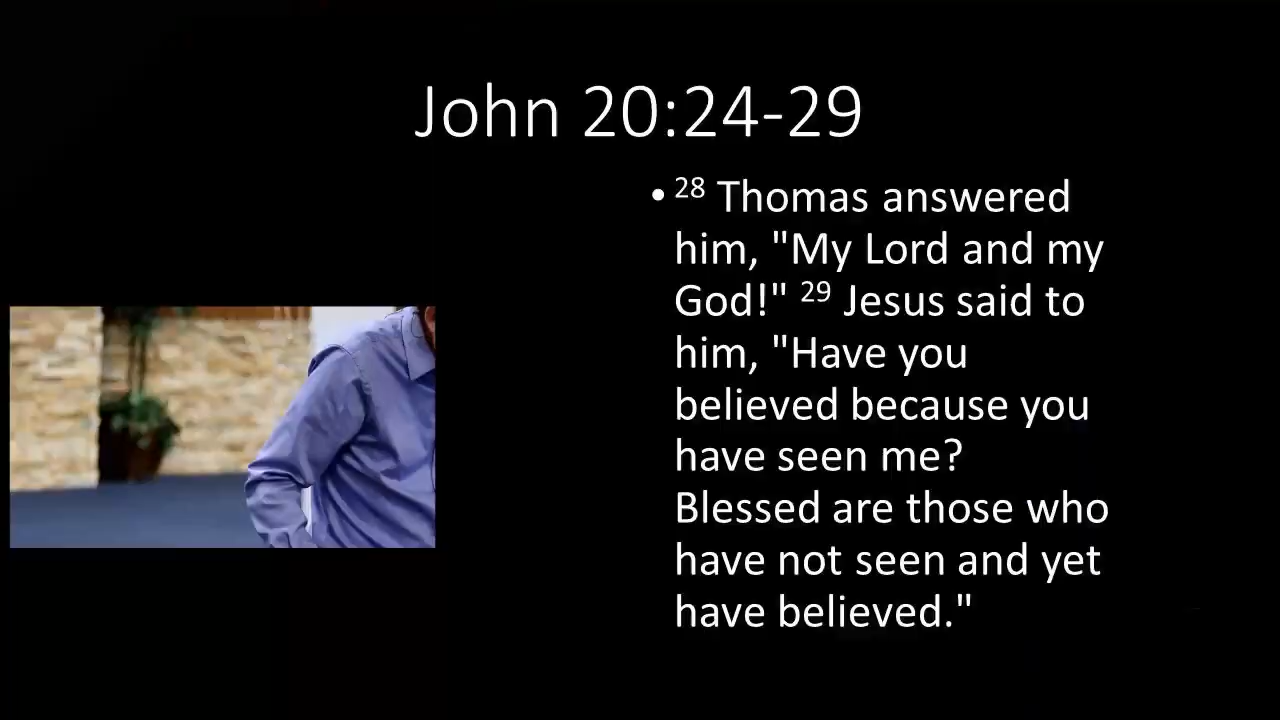 John 20:24-29
• 28 Thomas answered
him, "My Lord and my
God!" 29 Jesus said to
him, "Have you
believed because you
have seen me?
Blessed are those who
have not seen and yet
have believed."